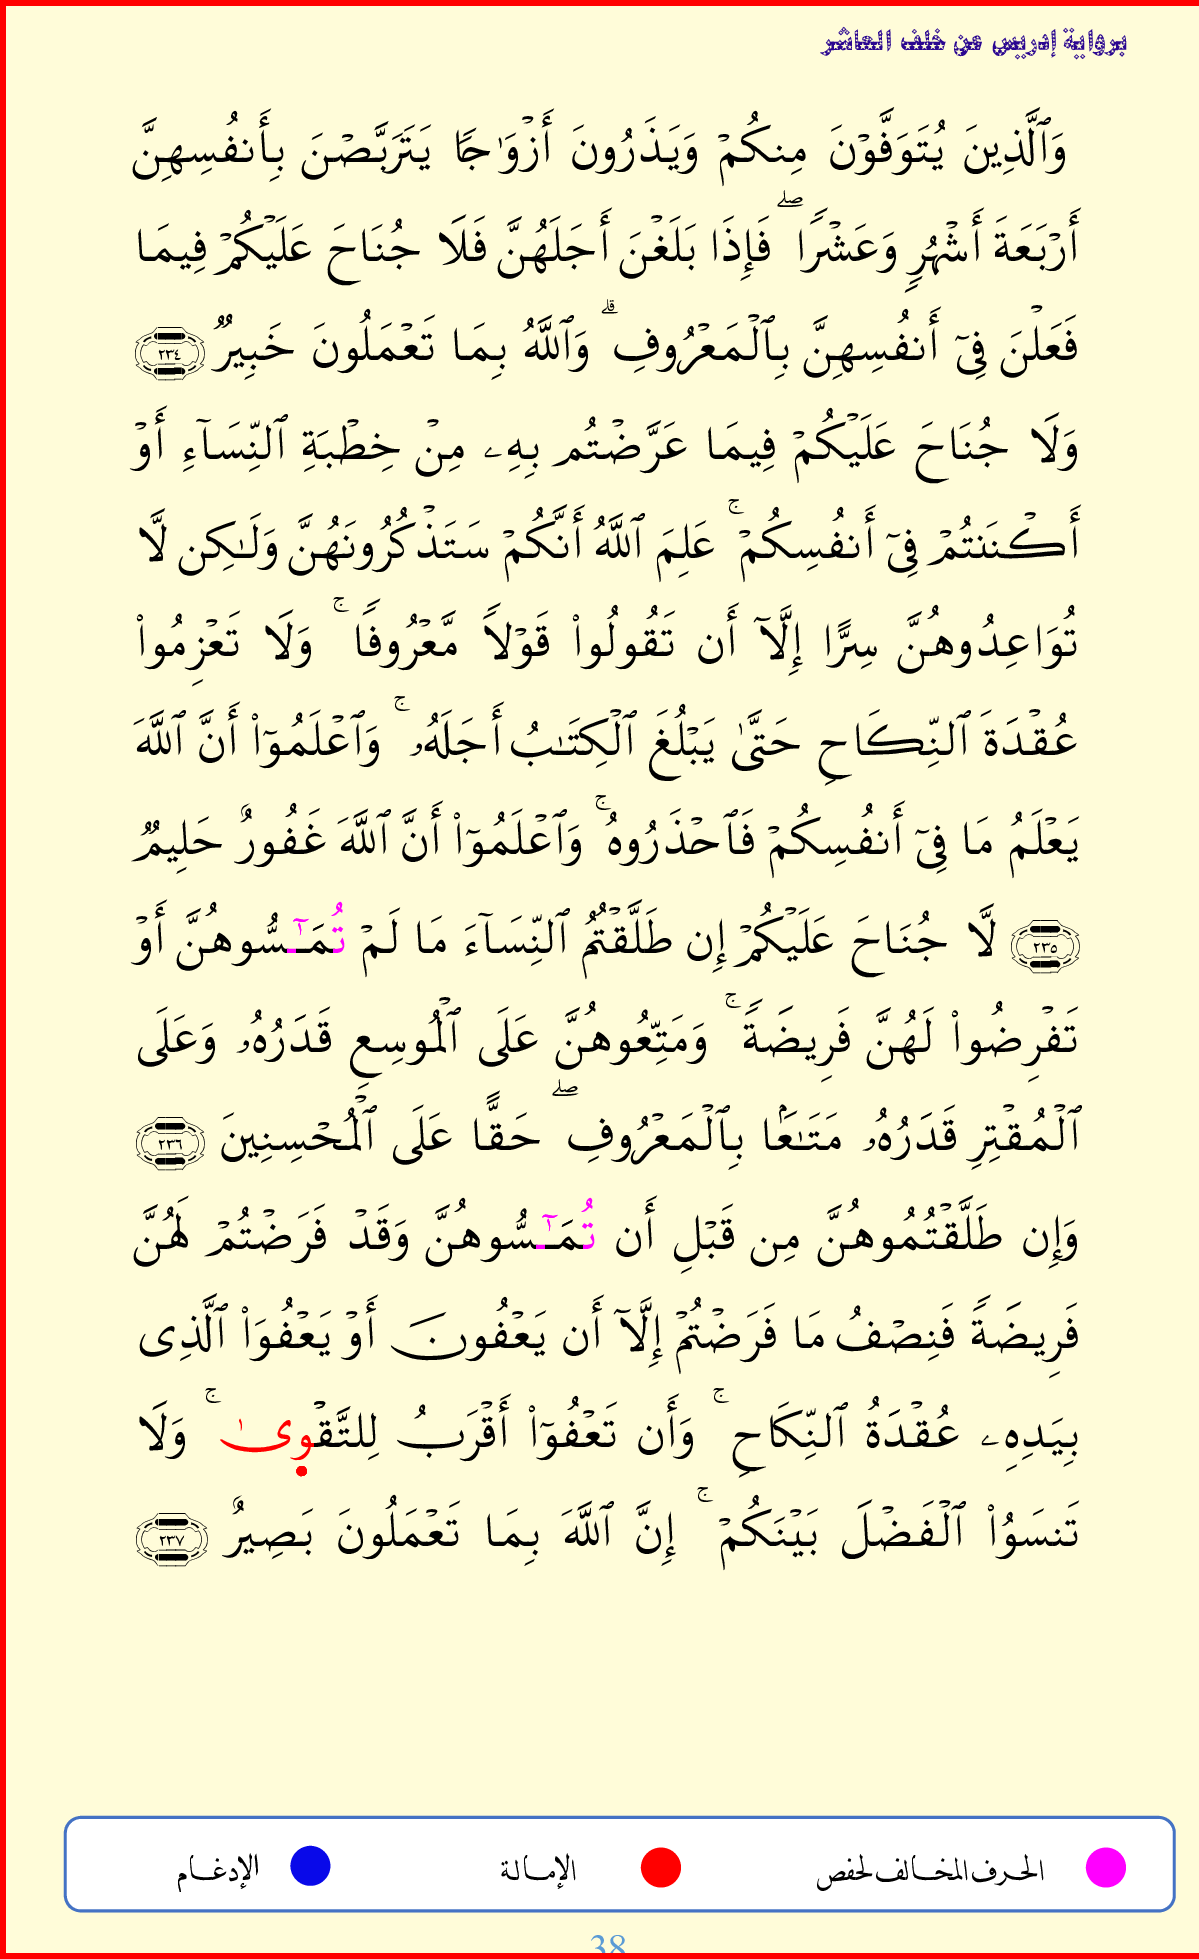 برواية إدريس عن خلف العاشر
وَٱلَّذِينَ يُتَوَفَّوۡنَ مِنكُمۡ وَيَذَرُونَ أَزۡوَٰجٗا يَتَرَبَّصۡنَ بِأَنفُسِهِنَّ
أَرۡبَعَةَ أَشۡهُرٖ وَعَشۡرٗاۖ فَإِذَا بَلَغۡنَ أَجَلَهُنَّ فَلَا جُنَاحَ عَلَيۡكُمۡ فِيمَا
فَعَلۡنَ فِيٓ أَنفُسِهِنَّ بِٱلۡمَعۡرُوفِۗ وَٱللَّهُ بِمَا تَعۡمَلُونَ خَبِيرٞ ٢٣٤
وَلَا جُنَاحَ عَلَيۡكُمۡ فِيمَا عَرَّضۡتُم بِهِۦ مِنۡ خِطۡبَةِ ٱلنِّسَآءِ أَوۡ
أَكۡنَنتُمۡ فِيٓ أَنفُسِكُمۡۚ عَلِمَ ٱللَّهُ أَنَّكُمۡ سَتَذۡكُرُونَهُنَّ وَلَٰكِن لَّا
تُوَاعِدُوهُنَّ سِرًّا إِلَّآ أَن تَقُولُواْ قَوۡلٗا مَّعۡرُوفٗاۚ وَلَا تَعۡزِمُواْ
عُقۡدَةَ ٱلنِّكَاحِ حَتَّىٰ يَبۡلُغَ ٱلۡكِتَٰبُ أَجَلَهُۥۚ وَٱعۡلَمُوٓاْ أَنَّ ٱللَّهَ
يَعۡلَمُ مَا فِيٓ أَنفُسِكُمۡ فَٱحۡذَرُوهُۚ وَٱعۡلَمُوٓاْ أَنَّ ٱللَّهَ غَفُورٌ حَلِيمٞ
٢٣٥ لَّا جُنَاحَ عَلَيۡكُمۡ إِن طَلَّقۡتُمُ ٱلنِّسَآءَ مَا لَمۡ تُمَٰٓسُّوهُنَّ أَوۡ
تَفۡرِضُواْ لَهُنَّ فَرِيضَةٗۚ وَمَتِّعُوهُنَّ عَلَى ٱلۡمُوسِعِ قَدَرُهُۥ وَعَلَى
ٱلۡمُقۡتِرِ قَدَرُهُۥ مَتَٰعَۢا بِٱلۡمَعۡرُوفِۖ حَقًّا عَلَى ٱلۡمُحۡسِنِينَ ٢٣٦
وَإِن طَلَّقۡتُمُوهُنَّ مِن قَبۡلِ أَن تُمَٰٓسُّوهُنَّ وَقَدۡ فَرَضۡتُمۡ لَهُنَّ
فَرِيضَةٗ فَنِصۡفُ مَا فَرَضۡتُمۡ إِلَّآ أَن يَعۡفُونَ أَوۡ يَعۡفُوَاْ ٱلَّذِي
بِيَدِهِۦ عُقۡدَةُ ٱلنِّكَاحِۚ وَأَن تَعۡفُوٓاْ أَقۡرَبُ لِلتَّقۡوىٰۚ وَلَا
تَنسَوُاْ ٱلۡفَضۡلَ بَيۡنَكُمۡۚ إِنَّ ٱللَّهَ بِمَا تَعۡمَلُونَ بَصِيرٌ ٢٣٧
الحرف المخالف لحفص الإمالة الإدغام
38